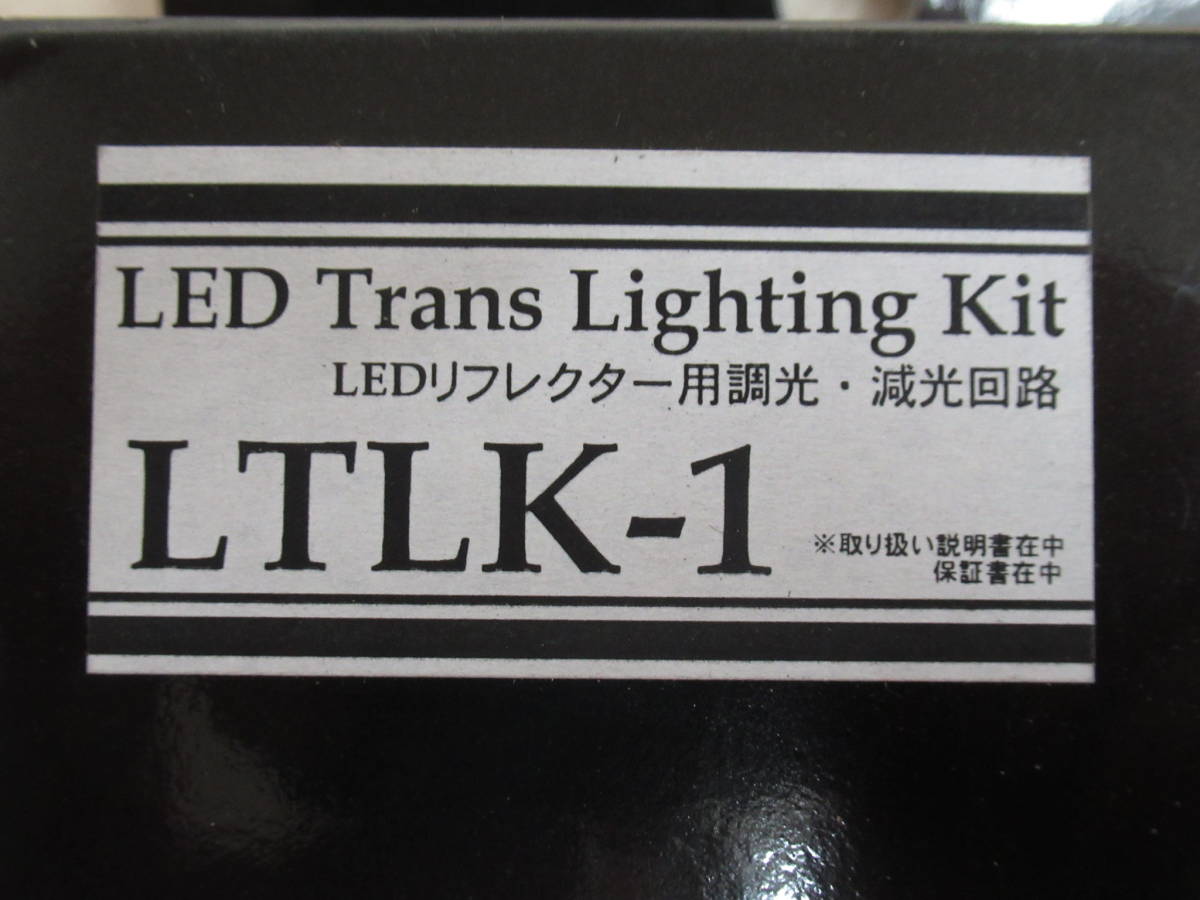 LED Trans Lighting Kit
LEDリフレクター用調光・減光回路
LTLK-1
※取り扱い説明書在中
保証書在中